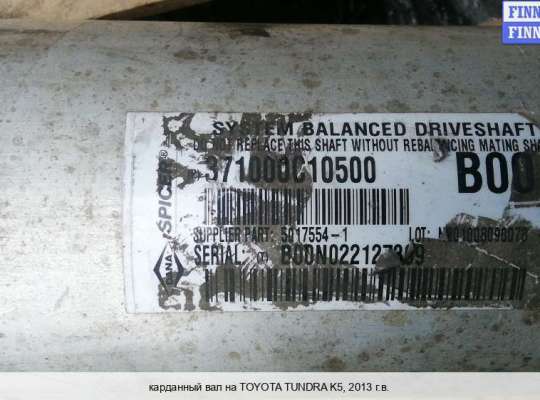 FINN
FINN
SYSTEM BALANCED DRIVESHAFT
DO NOT REPLACE THIS SHAFT WITHOUT REBALANCING MATING SHA
371000C10500 B00
SPICER
SUPPLIER PART: 5017554-1 LOT:
SERIAL:
карданный вал на TOYOTA TUNDRA K5, 2013 г.в.